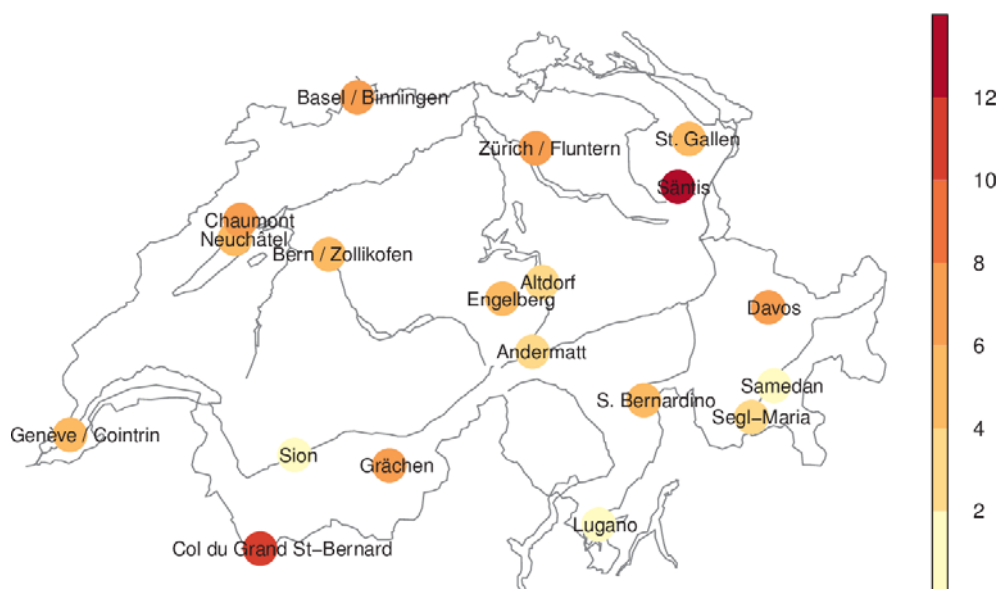 Basel / Binningen
Zürich / Fluntern
St. Gallen
Säntis
Chaumont
Neuchâtel
Bern / Zollikofen
Altdorf
Engelberg
Davos
Andermatt
Samedan
S. Bernardino
Segl–Maria
Genève / Cointrin
Sion
Grächen
Lugano
Col du Grand St–Bernard
12
10
8
6
4
2